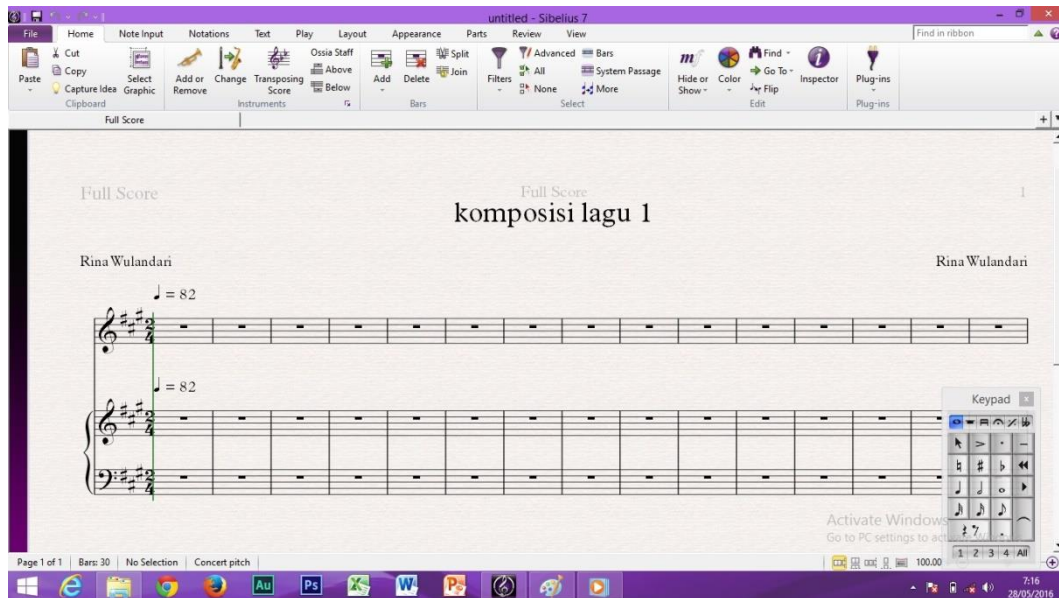 untitled - Sibelius 7
File Home Note Input Notations Text Play Layout Appearance Parts Review View Find in ribbon
Paste
Cut
Copy
Capture Idea
Select Graphic
Clipboard
Add or Remove
Change
Transposing Score
Instruments
Ossia Staff
Above
Below
Add
Delete
Split
Join
Bars
Filters
Advanced
All
None
Bars
System Passage
More
Select
Hide or Show
Color
Find
Go To
Flip
Inspector
Edit
Plug-ins
Plug-ins
Full Score
Full Score Full Score 1
komposisi lagu 1
Rina Wulandari Rina Wulandari
= 82
= 82
Keypad
1 2 3 4 All
Activate Windows
Go to PC settings to
Page 1 of 1 Bars: 30 No Selection Concert pitch 100.00
Au Ps
7:16
28/05/2016